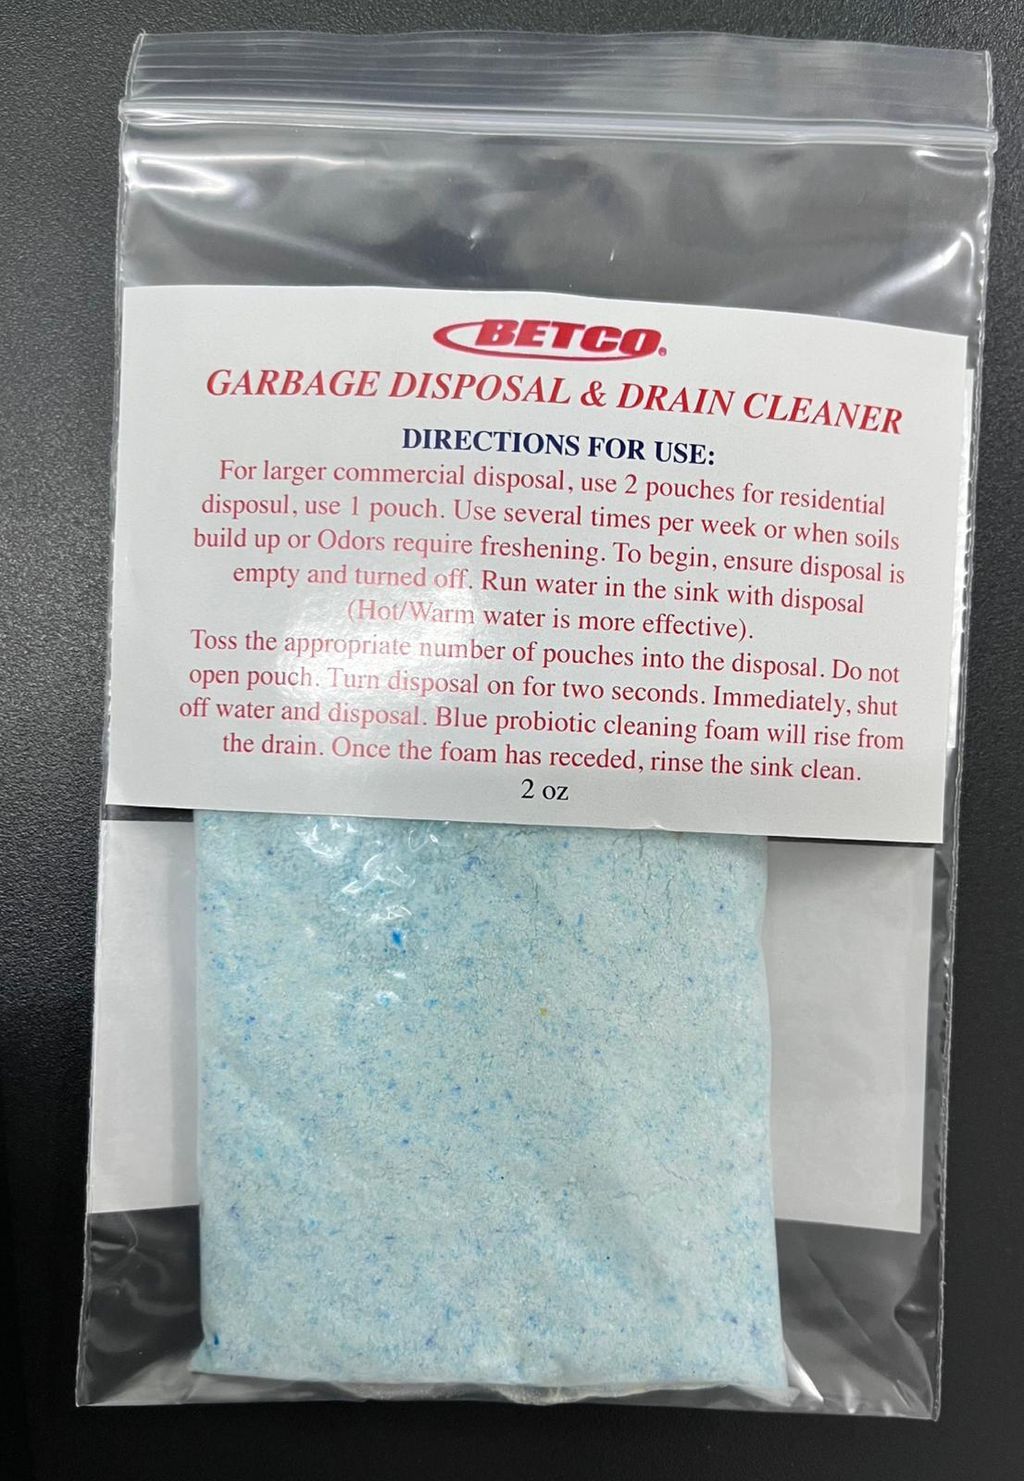 BETCO®
GARBAGE DISPOSAL & DRAIN CLEANER
DIRECTIONS FOR USE:
For larger commercial disposal, use 2 pouches for residential
disposul, use 1 pouch. Use several times per week or when soils
build up or Odors require freshening. To begin, ensure disposal is
empty and turned off. Run water in the sink with disposal
(Hot/Warm water is more effective).
Toss the appropriate number of pouches into the disposal. Do not
open pouch. Turn disposal on for two seconds. Immediately, shut
off water and disposal. Blue probiotic cleaning foam will rise from
the drain. Once the foam has receded, rinse the sink clean.
2 oz